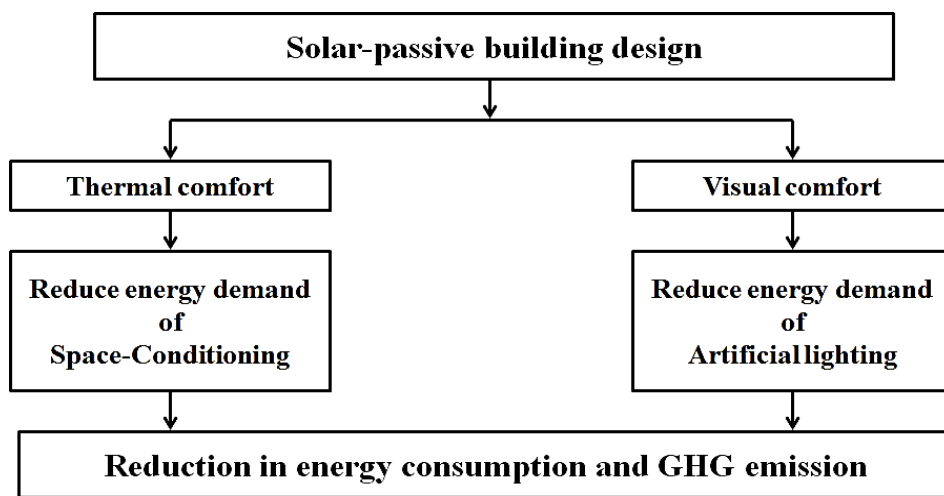 Solar-passive building design
Thermal comfort
Visual comfort
Reduce energy demand
of
Space-Conditioning
Reduce energy demand
of
Artificial lighting
Reduction in energy consumption and GHG emission